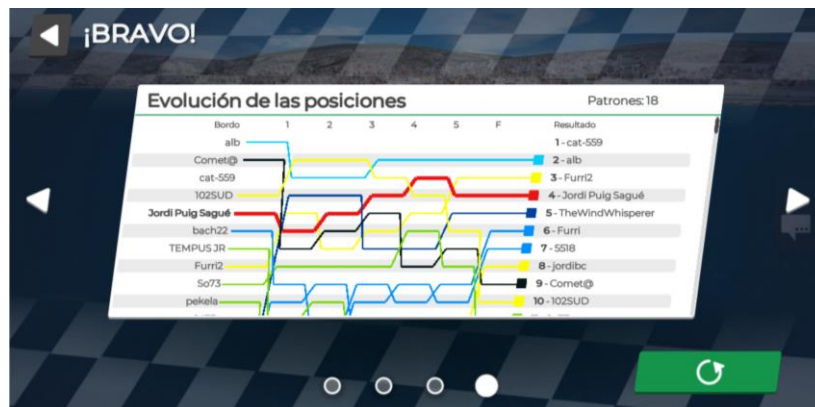 ¡BRAVO!
Evolución de las posiciones Patrones: 18
Bordo 1 2 3 4 5 F Resultado
alb 1 - cat-559
Comet@ 2 - alb
cat-559 3 - Furri2
102SUD 4 - Jordi Puig Sagué
Jordi Puig Sagué 5 - TheWindWhisperer
bach22 6 - Furri
TEMPUS JR 7 - 5518
Furri2 8 - jordibc
So73 9 - Comet@
pekela 10 - 102SUD